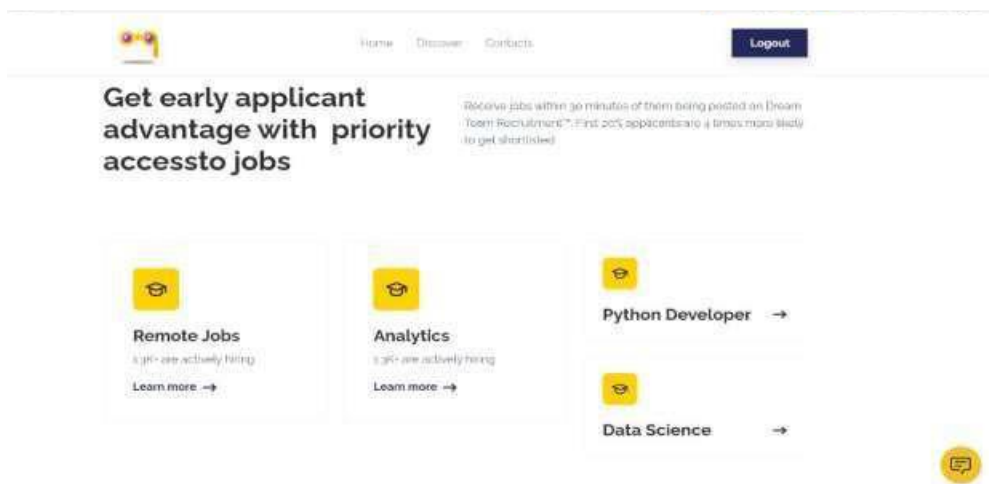 Home Discover Contacts
Logout
Get early applicant
advantage with priority
accessto jobs
Receive jobs within 30 minutes of them being posted on Dream
Team Recruitment™. First 20% applicants are 4 times more likely
to get shortlisted
Remote Jobs
are actively hiring
Learn more →
Analytics
are actively hiring
Learn more →
Python Developer →
Data Science →